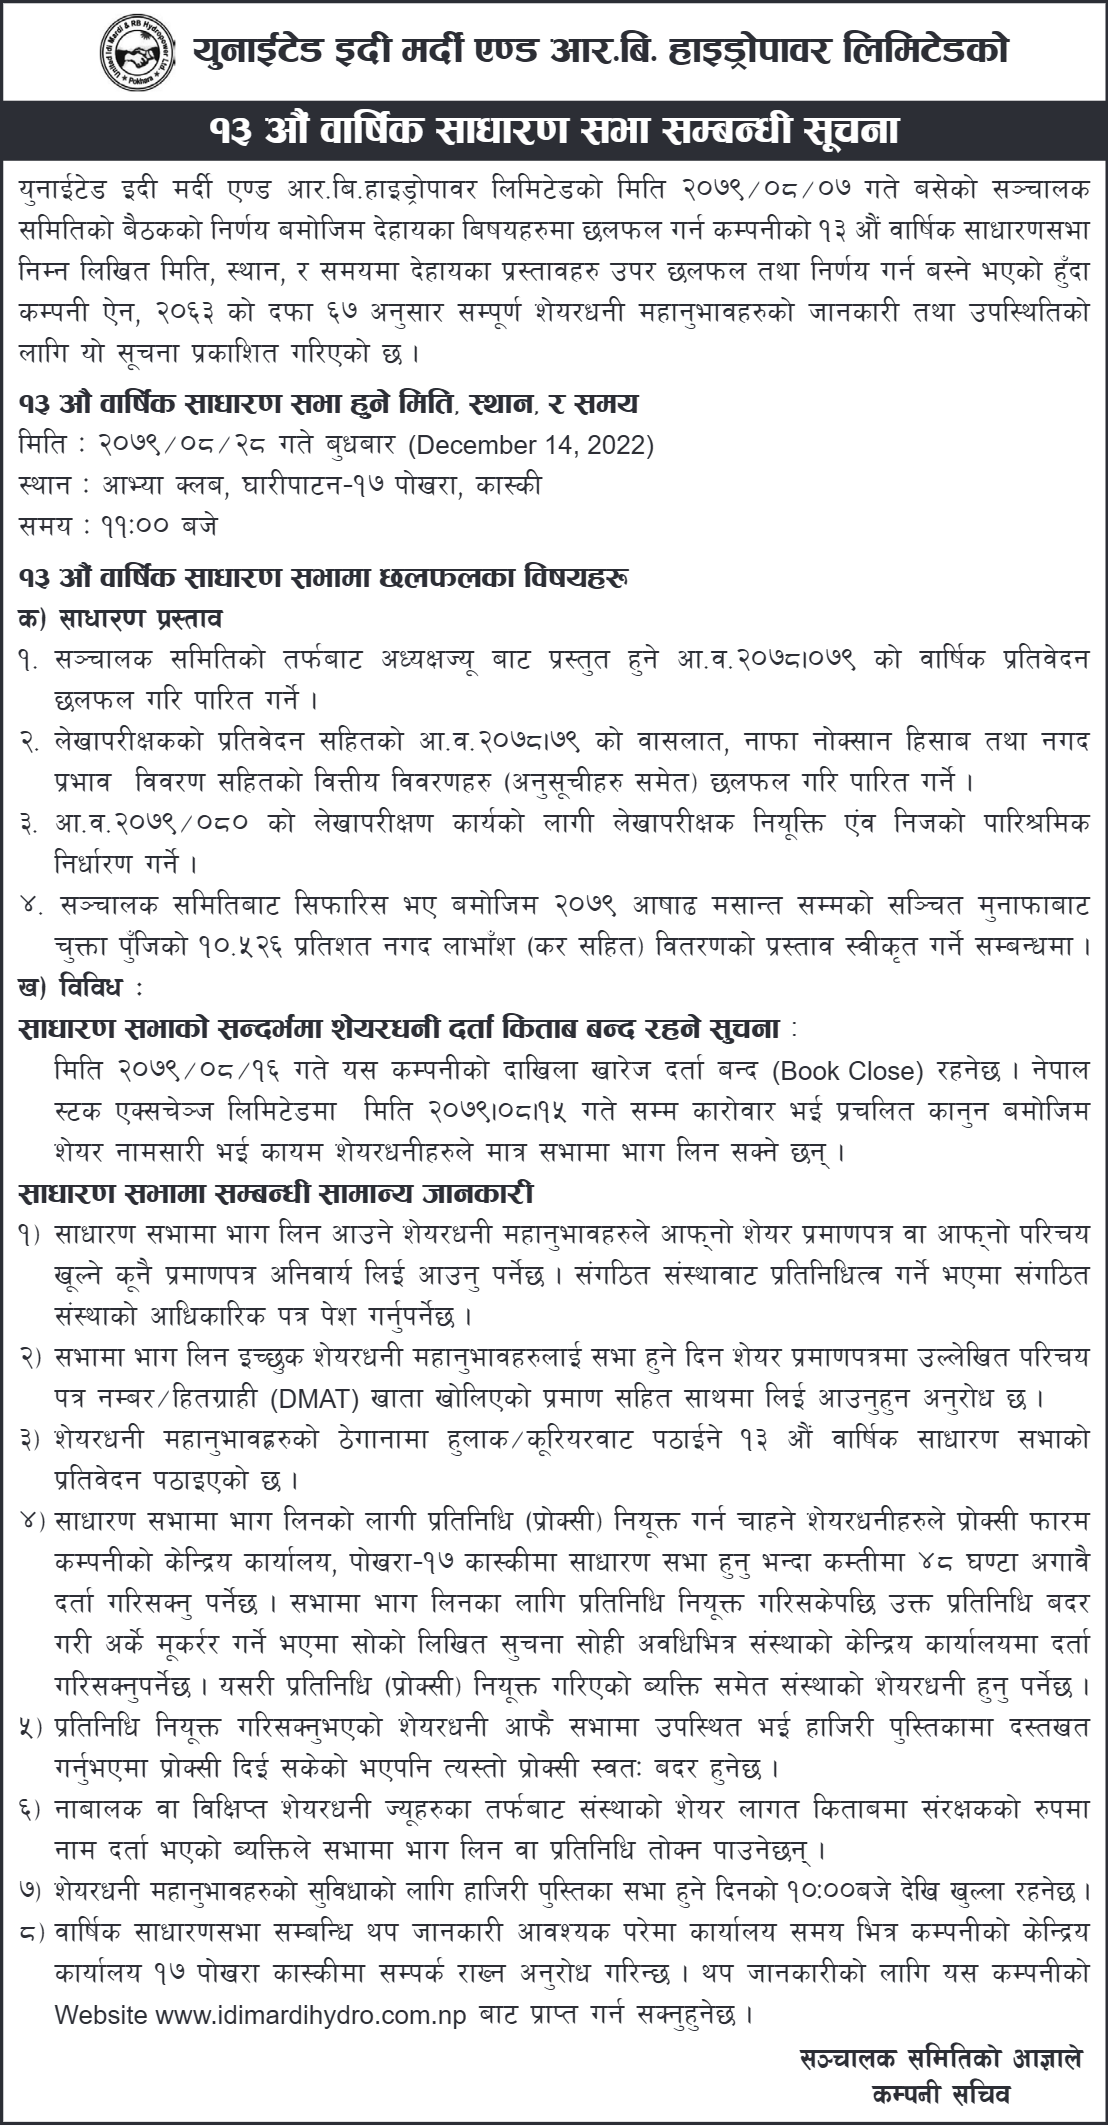 United Idi Mardi & RB Hydropower Ltd.
Pokhara
युनाईटेड इदी मर्दी एण्ड आर.बि. हाइड्रोपावर लिमिटेडको
१३ औं वार्षिक साधारण सभा सम्बन्धी सूचना
युनाईटेड इदी मर्दी एण्ड आर.बि.हाइड्रोपावर लिमिटेडको मिति २०७९/०८/०७ गते बसेको सञ्चालक
समितिको बैठकको निर्णय बमोजिम देहायका बिषयहरुमा छलफल गर्न कम्पनीको १३ औं वार्षिक साधारणसभा
निम्न लिखित मिति, स्थान, र समयमा देहायका प्रस्तावहरु उपर छलफल तथा निर्णय गर्न बस्ने भएको हुँदा
कम्पनी ऐन, २०६३ को दफा ६७ अनुसार सम्पूर्ण शेयरधनी महानुभावहरुको जानकारी तथा उपस्थितिको
लागि यो सूचना प्रकाशित गरिएको छ ।
१३ औ वार्षिक साधारण सभा हुने मिति, स्थान, र समय
मिति : २०७९/०८/२८ गते बुधबार (December 14, 2022)
स्थान : आभ्या क्लब, घारीपाटन-१७ पोखरा, कास्की
समय : ११:०० बजे
१३ औं वार्षिक साधारण सभामा छलफलका विषयहरू
क) साधारण प्रस्ताव
१. सञ्चालक समितिको तर्फबाट अध्यक्षज्यू बाट प्रस्तुत हुने आ.व.२०७८।०७९ को वार्षिक प्रतिवेदन
छलफल गरि पारित गर्ने ।
२. लेखापरीक्षकको प्रतिवेदन सहितको आ.व.२०७८।७९ को वासलात, नाफा नोक्सान हिसाब तथा नगद
प्रभाव विवरण सहितको वित्तीय विवरणहरु (अनुसूचीहरु समेत) छलफल गरि पारित गर्ने ।
३. आ.व.२०७९/०८० को लेखापरीक्षण कार्यको लागी लेखापरीक्षक नियूक्ति एंव निजको पारिश्रमिक
निर्धारण गर्ने ।
४. सञ्चालक समितिबाट सिफारिस भए बमोजिम २०७९ आषाढ मसान्त सम्मको सञ्चित मुनाफाबाट
चुक्ता पुँजिको १०.५२६ प्रतिशत नगद लाभाँश (कर सहित) वितरणको प्रस्ताव स्वीकृत गर्ने सम्बन्धमा ।
ख) विविध :
साधारण सभाको सन्दर्भमा शेयरधनी दर्ता किताब बन्द रहने सुचना :
मिति २०७९/०८/१६ गते यस कम्पनीको दाखिला खारेज दर्ता बन्द (Book Close) रहनेछ । नेपाल
स्टक एक्सचेञ्ज लिमिटेडमा मिति २०७९।०८।१५ गते सम्म कारोवार भई प्रचलित कानुन बमोजिम
शेयर नामसारी भई कायम शेयरधनीहरुले मात्र सभामा भाग लिन सक्ने छन् ।
साधारण सभामा सम्बन्धी सामान्य जानकारी
१) साधारण सभामा भाग लिन आउने शेयरधनी महानुभावहरुले आफ्नो शेयर प्रमाणपत्र वा आफ्नो परिचय
खूल्ने कूनै प्रमाणपत्र अनिवार्य लिई आउनु पर्नेछ । संगठित संस्थावाट प्रतिनिधित्व गर्ने भएमा संगठित
संस्थाको आधिकारिक पत्र पेश गर्नुपर्नेछ ।
२) सभामा भाग लिन इच्छुक शेयरधनी महानुभावहरुलाई सभा हुने दिन शेयर प्रमाणपत्रमा उल्लेखित परिचय
पत्र नम्बर/हितग्राही (DMAT) खाता खोलिएको प्रमाण सहित साथमा लिई आउनुहुन अनुरोध छ ।
३) शेयरधनी महानुभावहरुको ठेगानामा हुलाक/कूरियरवाट पठाईने १३ औं वार्षिक साधारण सभाको
प्रतिवेदन पठाइएको छ ।
४) साधारण सभामा भाग लिनको लागी प्रतिनिधि (प्रोक्सी) नियूक्त गर्न चाहने शेयरधनीहरुले प्रोक्सी फारम
कम्पनीको केन्द्रिय कार्यालय, पोखरा-१७ कास्कीमा साधारण सभा हुनु भन्दा कम्तीमा ४८ घण्टा अगावै
दर्ता गरिसक्नु पर्नेछ । सभामा भाग लिनका लागि प्रतिनिधि नियूक्त गरिसकेपछि उक्त प्रतिनिधि बदर
गरी अर्के मूकर्रर गर्ने भएमा सोको लिखित सुचना सोही अवधिभित्र संस्थाको केन्द्रिय कार्यालयमा दर्ता
गरिसक्नुपर्नेछ । यसरी प्रतिनिधि (प्रोक्सी) नियूक्त गरिएको ब्यक्ति समेत संस्थाको शेयरधनी हुनु पर्नेछ ।
५) प्रतिनिधि नियूक्त गरिसक्नुभएको शेयरधनी आफै सभामा उपस्थित भई हाजिरी पुस्तिकामा दस्तखत
गर्नुभएमा प्रोक्सी दिई सकेको भएपनि त्यस्तो प्रोक्सी स्वतः बदर हुनेछ ।
६) नाबालक वा विक्षिप्त शेयरधनी ज्यूहरुका तर्फबाट संस्थाको शेयर लागत किताबमा संरक्षकको रुपमा
नाम दर्ता भएको ब्यक्तिले सभामा भाग लिन वा प्रतिनिधि तोक्न पाउनेछन् ।
७) शेयरधनी महानुभावहरुको सुविधाको लागि हाजिरी पुस्तिका सभा हुने दिनको १०:००बजे देखि खुल्ला रहनेछ ।
८) वार्षिक साधारणसभा सम्बन्धि थप जानकारी आवश्यक परेमा कार्यालय समय भित्र कम्पनीको केन्द्रिय
कार्यालय १७ पोखरा कास्कीमा सम्पर्क राख्न अनुरोध गरिन्छ । थप जानकारीको लागि यस कम्पनीको
Website www.idimardihydro.com.np बाट प्राप्त गर्न सक्नुहुनेछ ।
सञ्चालक समितिको आज्ञाले
कम्पनी सचिव